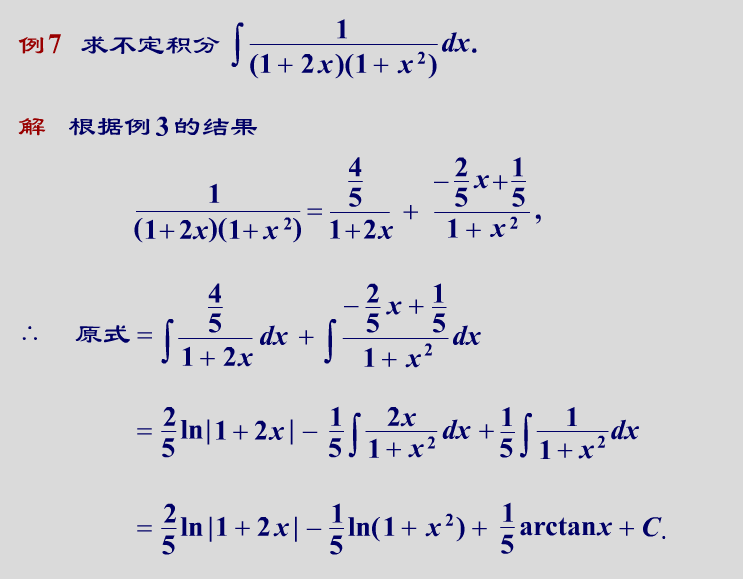 例7 求不定积分 ∫ 1/((1+2x)(1+x²)) dx.
解 根据例3的结果
1/((1+2x)(1+x²)) = (4/5)/(1+2x) + (−(2/5)x+1/5)/(1+x²),
∴ 原式 = ∫ (4/5)/(1+2x) dx + ∫ (−(2/5)x+1/5)/(1+x²) dx
= (2/5)ln|1+2x| − (1/5)∫ 2x/(1+x²) dx + (1/5)∫ 1/(1+x²) dx
= (2/5)ln|1+2x| − (1/5)ln(1+x²) + (1/5)arctanx + C.